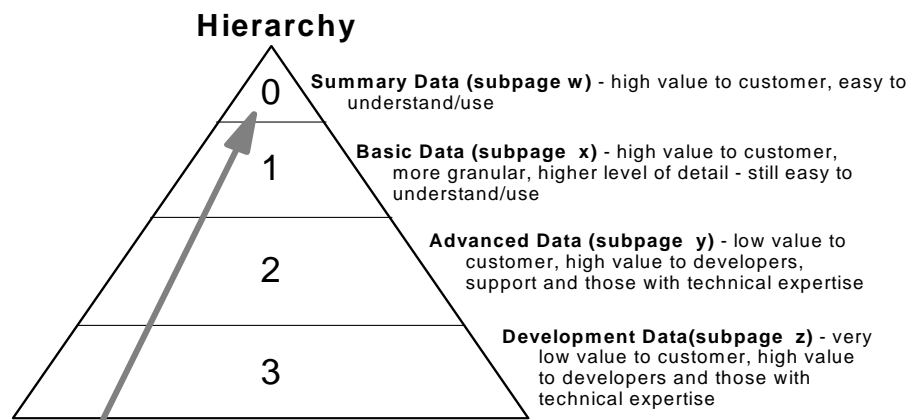 Hierarchy
0
Summary Data (subpage w) - high value to customer, easy to
understand/use
1
Basic Data (subpage x) - high value to customer,
more granular, higher level of detail - still easy to
understand/use
2
Advanced Data (subpage y) - low value to
customer, high value to developers,
support and those with technical expertise
3
Development Data(subpage z) - very
low value to customer, high value
to developers and those with
technical expertise